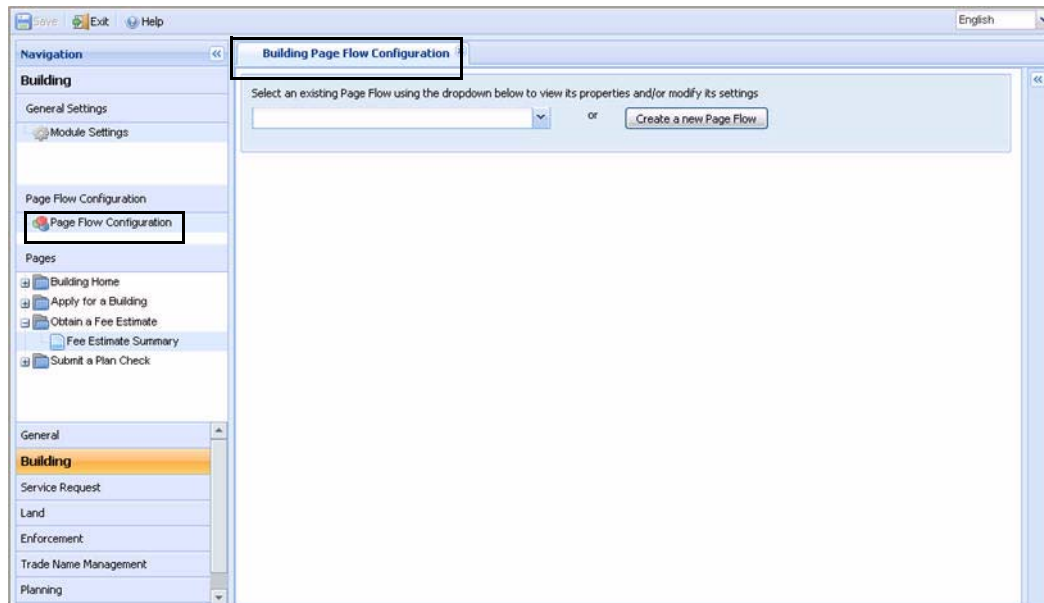 Save Exit Help English
Navigation
Building
General Settings
Module Settings
Page Flow Configuration
Page Flow Configuration
Pages
Building Home
Apply for a Building
Obtain a Fee Estimate
Fee Estimate Summary
Submit a Plan Check
General
Building
Service Request
Land
Enforcement
Trade Name Management
Planning
Building Page Flow Configuration
Select an existing Page Flow using the dropdown below to view its properties and/or modify its settings
or Create a new Page Flow